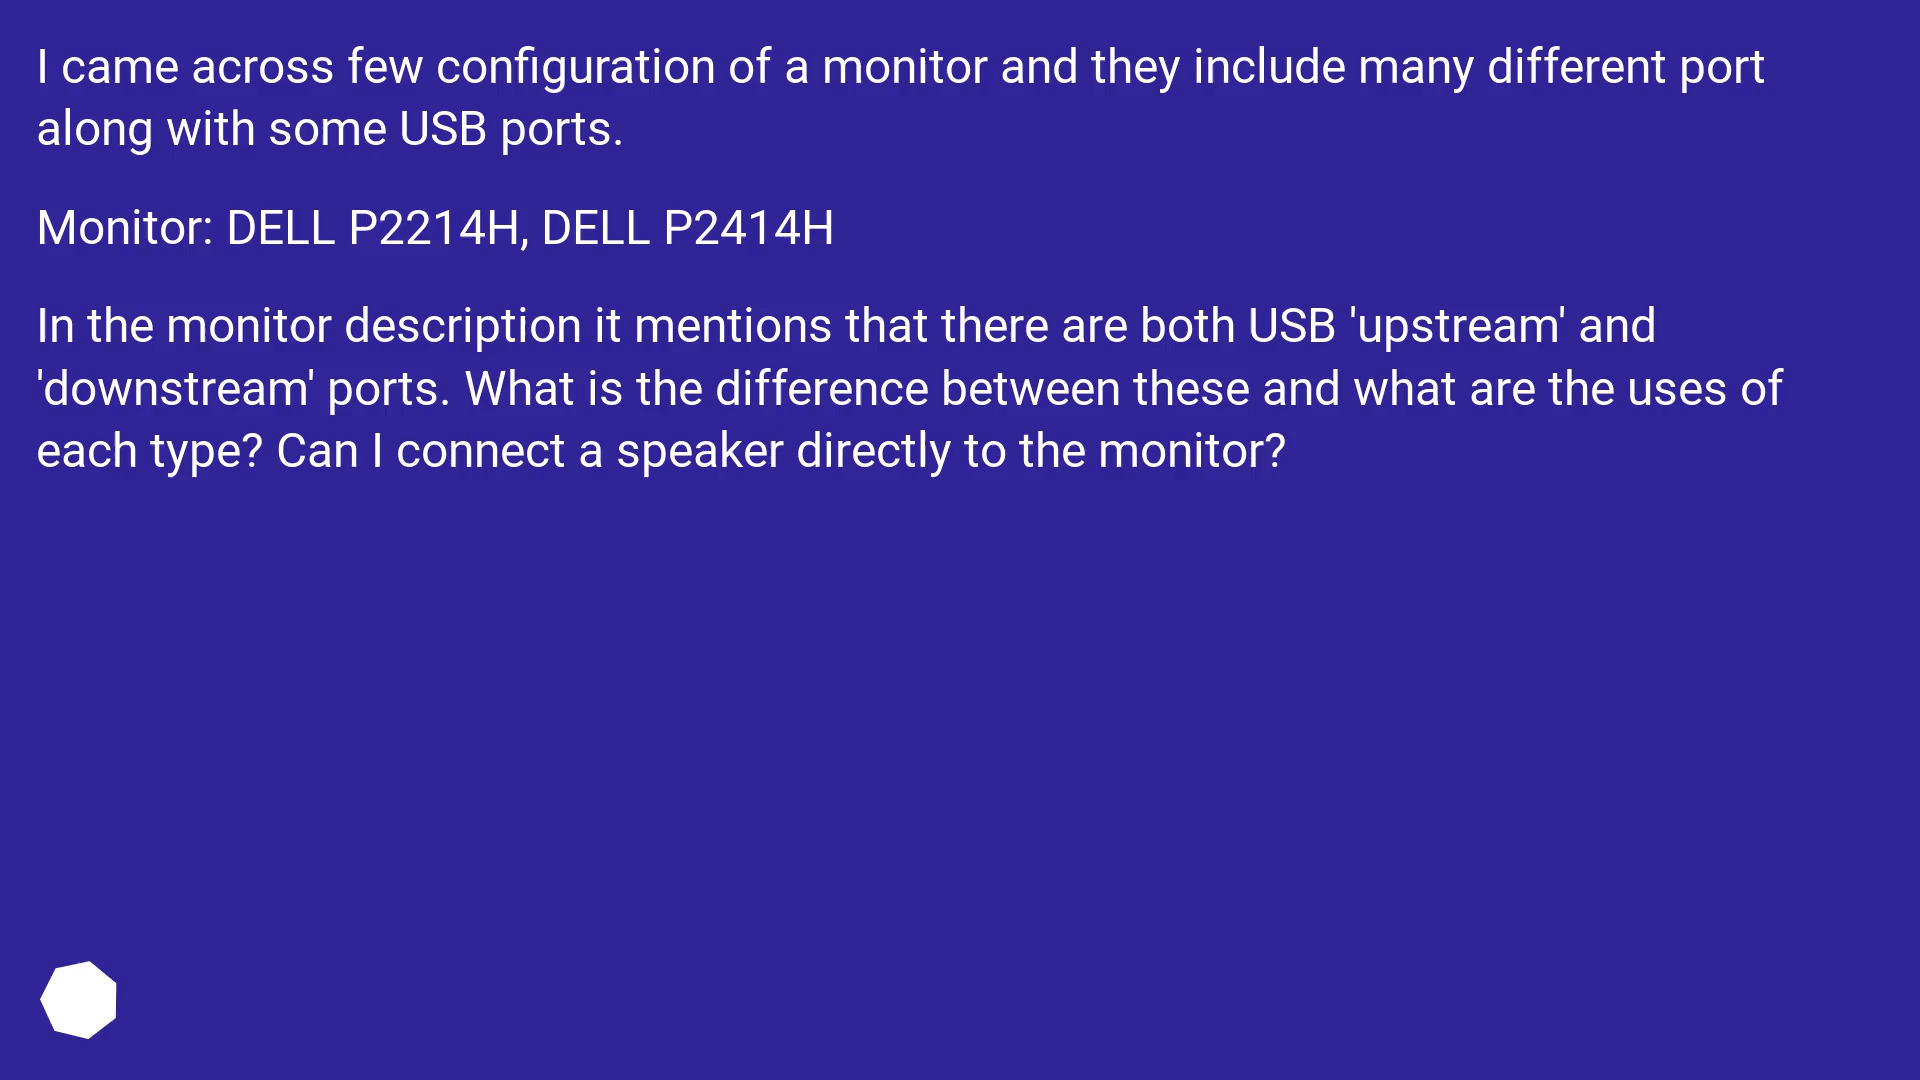 I came across few configuration of a monitor and they include many different port
along with some USB ports.
Monitor: DELL P2214H, DELL P2414H
In the monitor description it mentions that there are both USB 'upstream' and
'downstream' ports. What is the difference between these and what are the uses of
each type? Can I connect a speaker directly to the monitor?